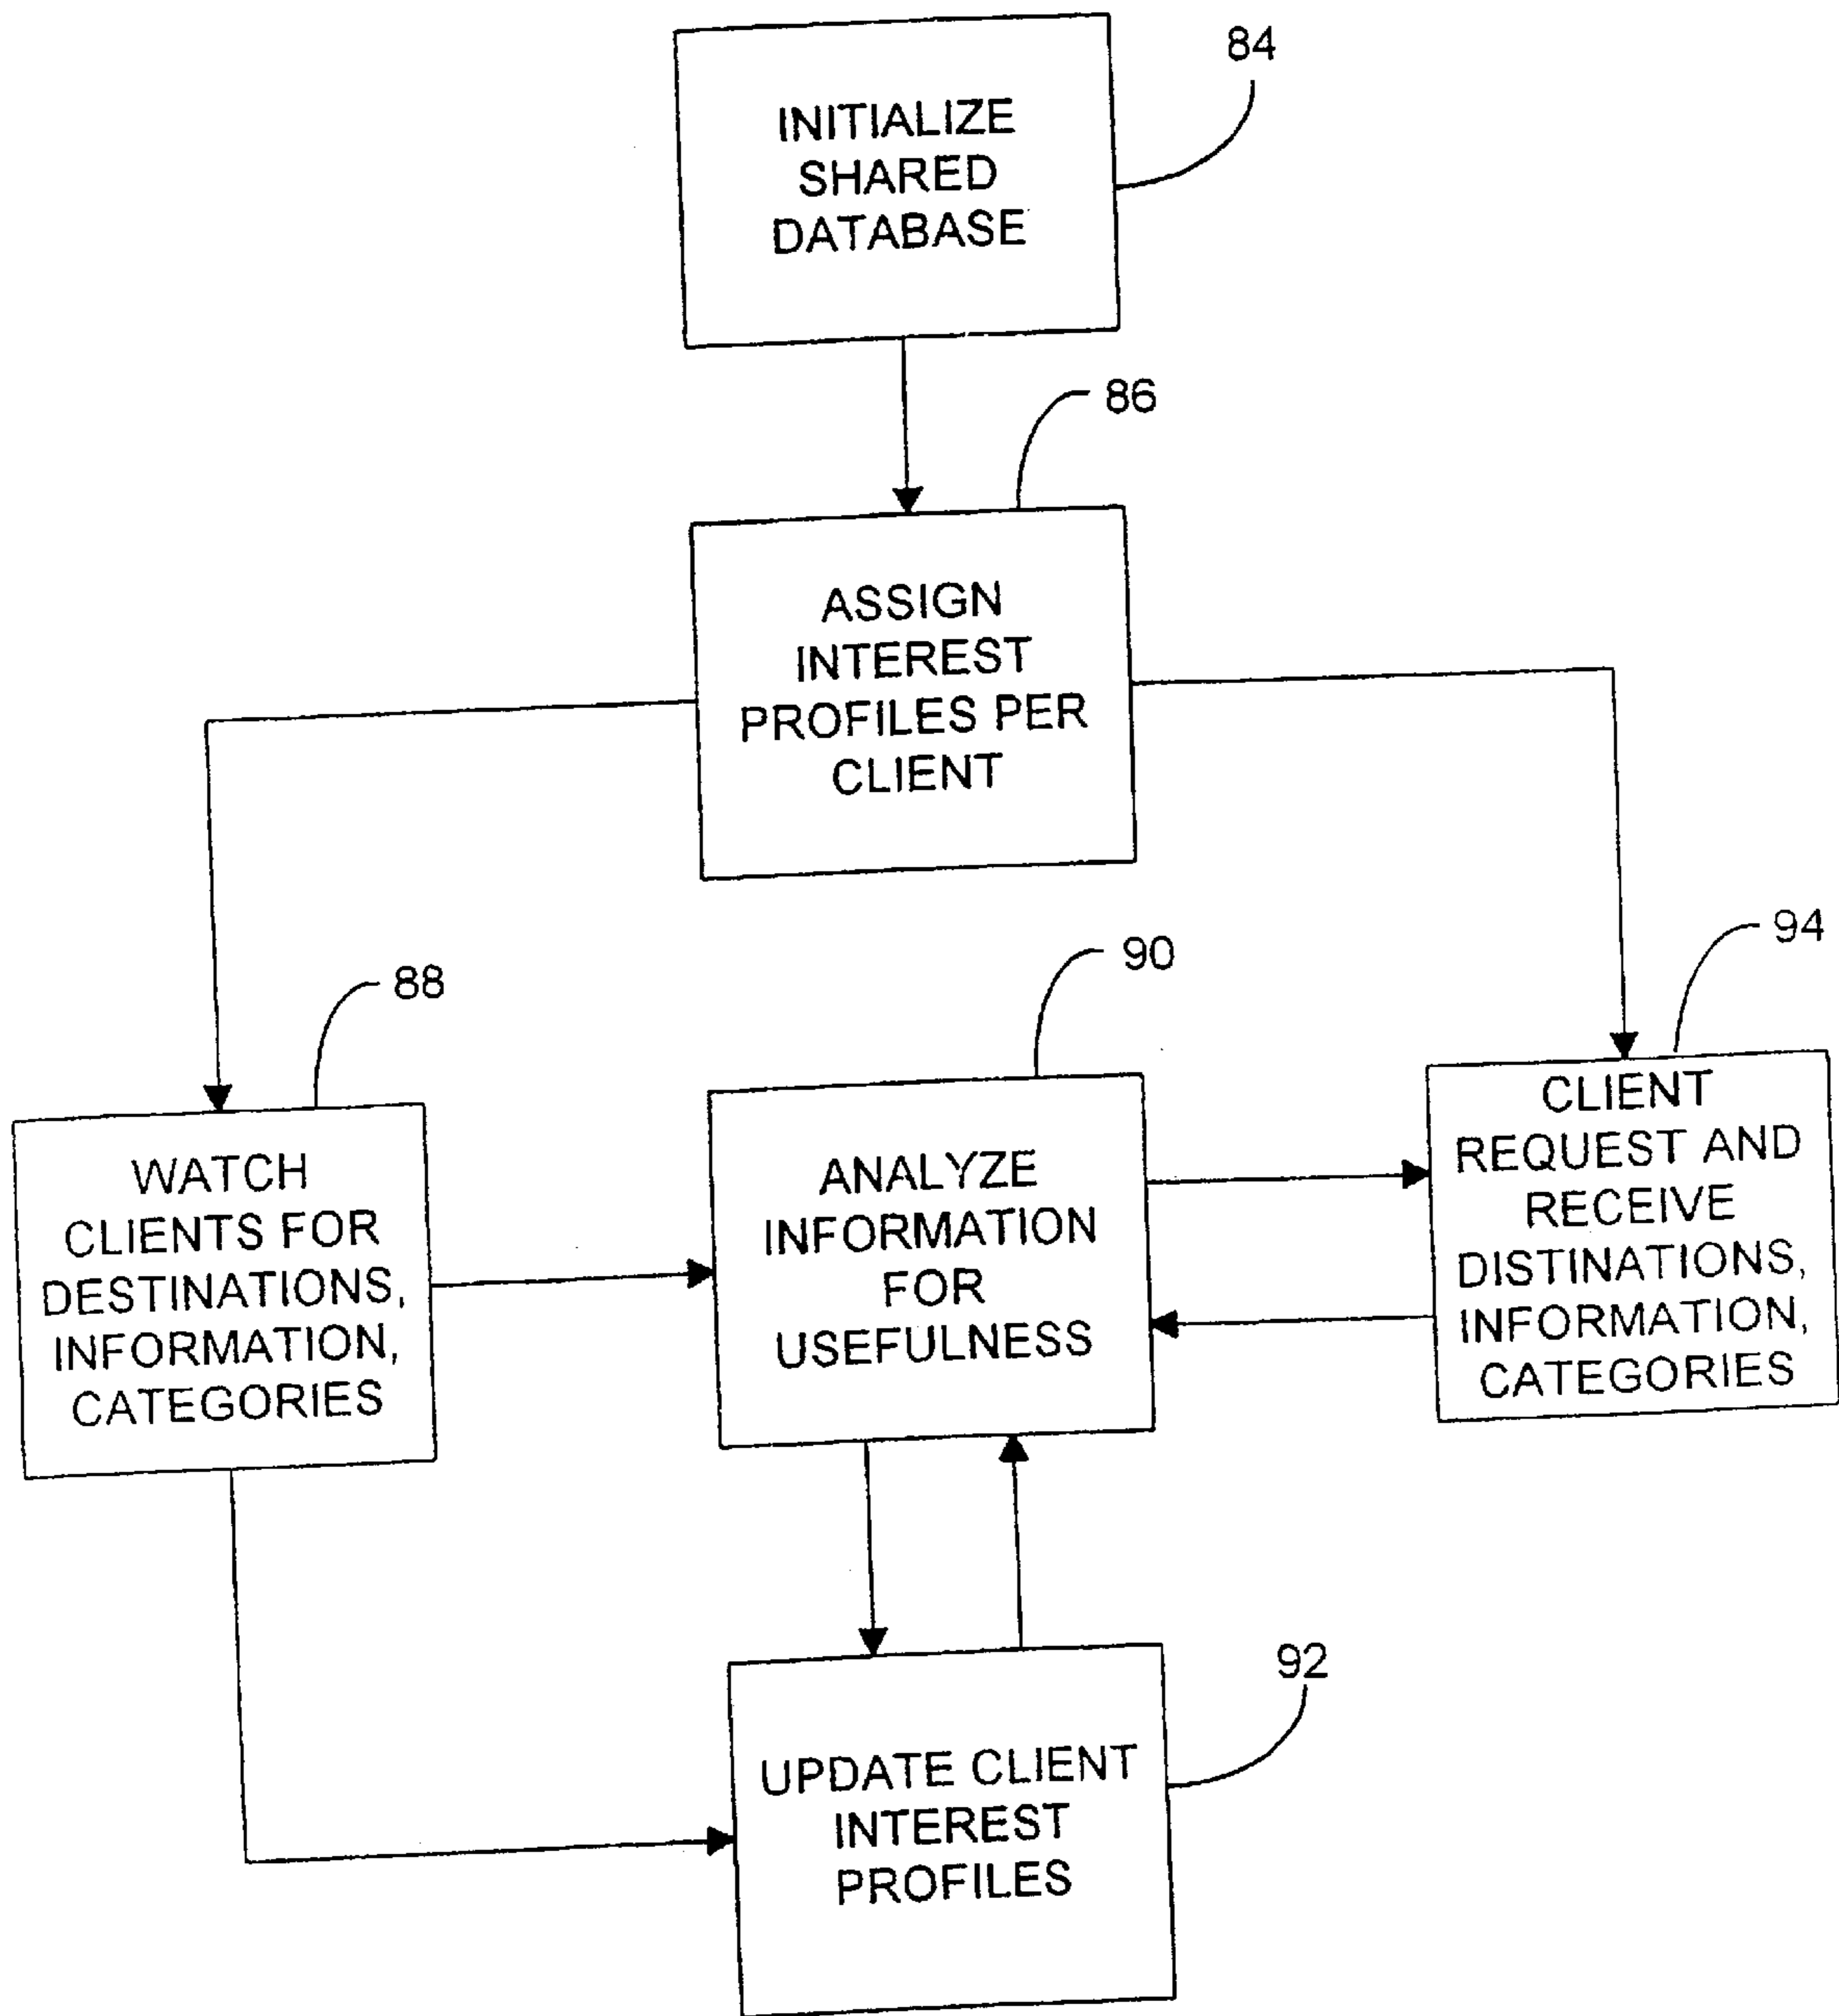 84
INITIALIZE
SHARED
DATABASE
86
ASSIGN
INTEREST
PROFILES PER
CLIENT
88
WATCH
CLIENTS FOR
DESTINATIONS,
INFORMATION,
CATEGORIES
90
ANALYZE
INFORMATION
FOR
USEFULNESS
94
CLIENT
REQUEST AND
RECEIVE
DISTINATIONS,
INFORMATION,
CATEGORIES
92
UPDATE CLIENT
INTEREST
PROFILES